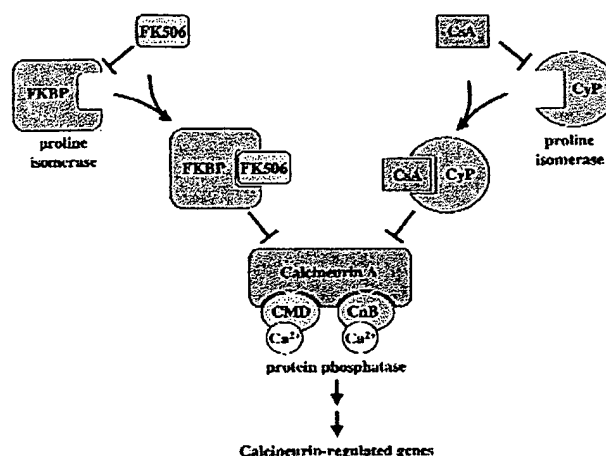 FK506
CsA
FKBP
CyP
proline
isomerase
proline
isomerase
FKBP
FK506
CsA
CyP
Calcineurin A
CMD
CnB
Ca2+
Ca2+
protein phosphatase
Calcineurin-regulated genes